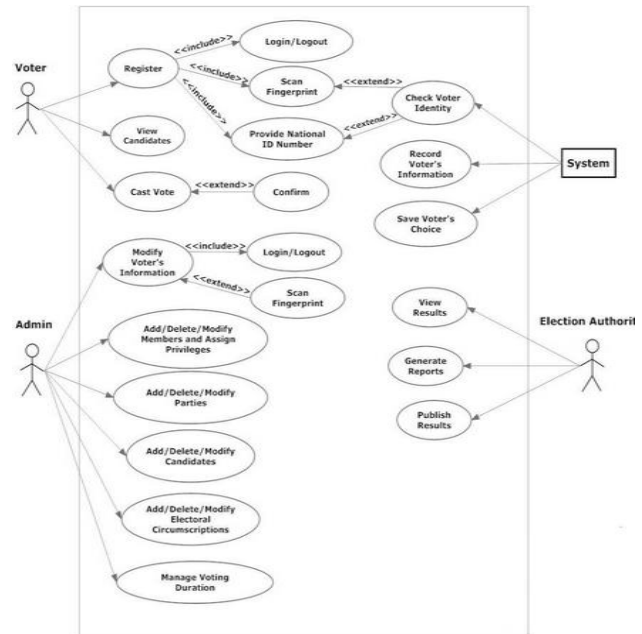 Voter
Register
<<include>>
Login/Logout
<<include>>
Scan
Fingerprint
<<include>>
Provide National
ID Number
<<extend>>
<<extend>>
Check Voter
Identity
View
Candidates
Record
Voter's
Information
System
Cast Vote
<<extend>>
Confirm
Save Voter's
Choice
Modify
Voter's
Information
<<include>>
Login/Logout
<<extend>>
Scan
Fingerprint
Admin
Add/Delete/Modify
Members and Assign
Privileges
Add/Delete/Modify
Parties
Add/Delete/Modify
Candidates
Add/Delete/Modify
Electoral
Circumscriptions
Manage Voting
Duration
View
Results
Election Authorit
Generate
Reports
Publish
Results